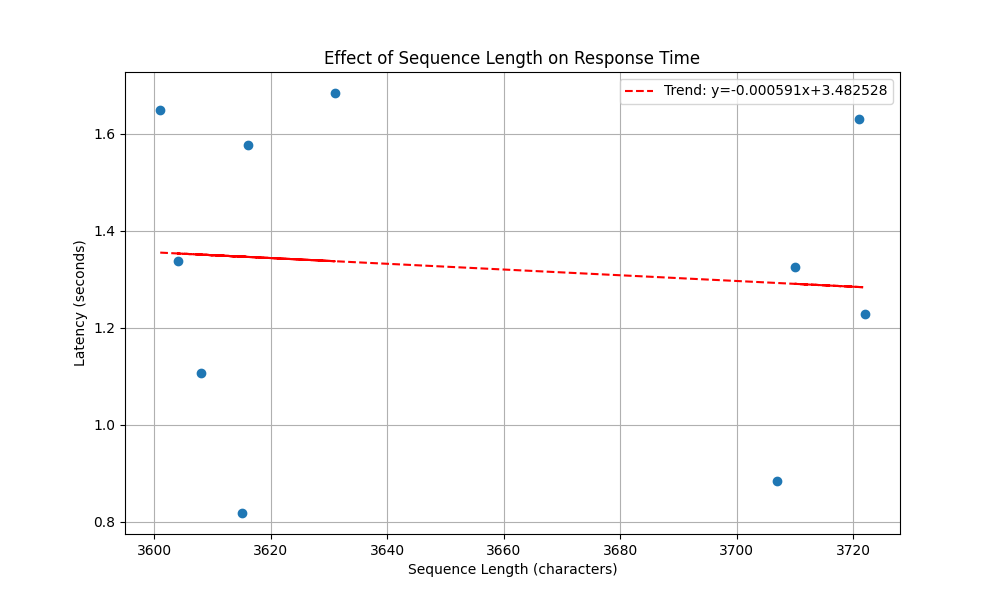 Effect of Sequence Length on Response Time
Trend: y=-0.000591x+3.482528
Latency (seconds)
1.6
1.4
1.2
1.0
0.8
3600 3620 3640 3660 3680 3700 3720
Sequence Length (characters)